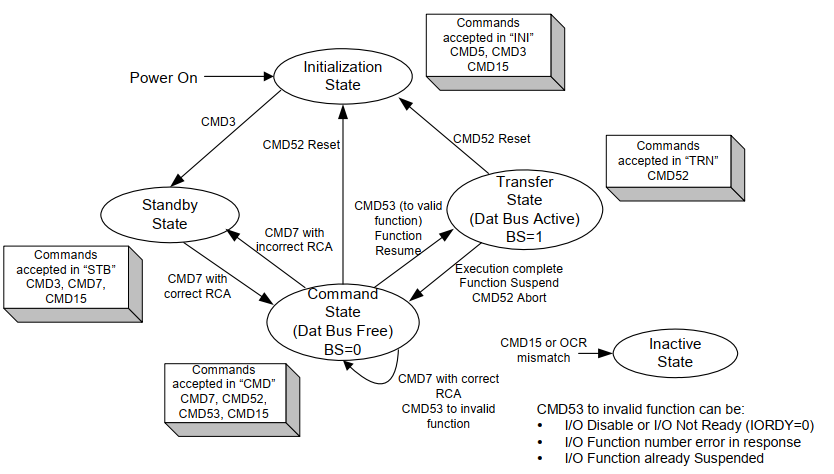 Commands
accepted in “INI”
CMD5, CMD3
CMD15
Initialization
State
Power On
CMD3
CMD52 Reset
CMD52 Reset
Commands
accepted in “TRN”
CMD52
Transfer
State
(Dat Bus Active)
BS=1
Standby
State
CMD53 (to valid
function)
Function
Resume
CMD7 with
incorrect RCA
Commands
accepted in “STB”
CMD3, CMD7,
CMD15
CMD7 with
correct RCA
Execution complete
Function Suspend
CMD52 Abort
Command
State
(Dat Bus Free)
BS=0
CMD15 or OCR
mismatch
Inactive
State
Commands
accepted in “CMD”
CMD7, CMD52,
CMD53, CMD15
CMD7 with correct
RCA
CMD53 to invalid
function
CMD53 to invalid function can be:
• I/O Disable or I/O Not Ready (IORDY=0)
• I/O Function number error in response
• I/O Function already Suspended